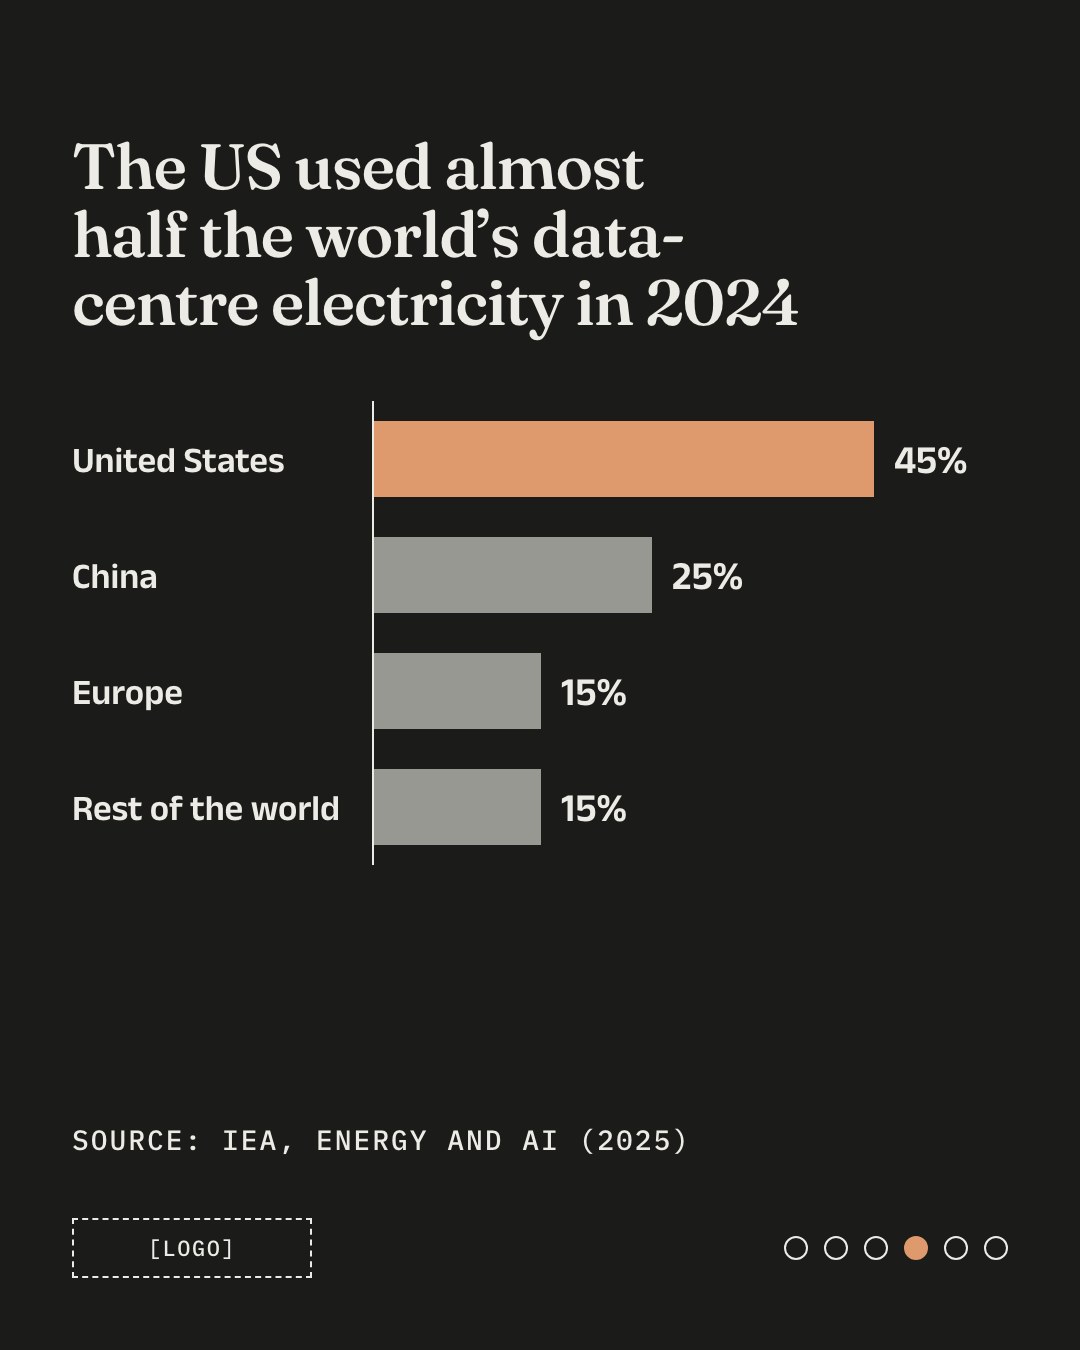 The US used almost
half the world’s data-
centre electricity in 2024
United States 45%
China 25%
Europe 15%
Rest of the world 15%
SOURCE: IEA, ENERGY AND AI (2025)
[LOGO]